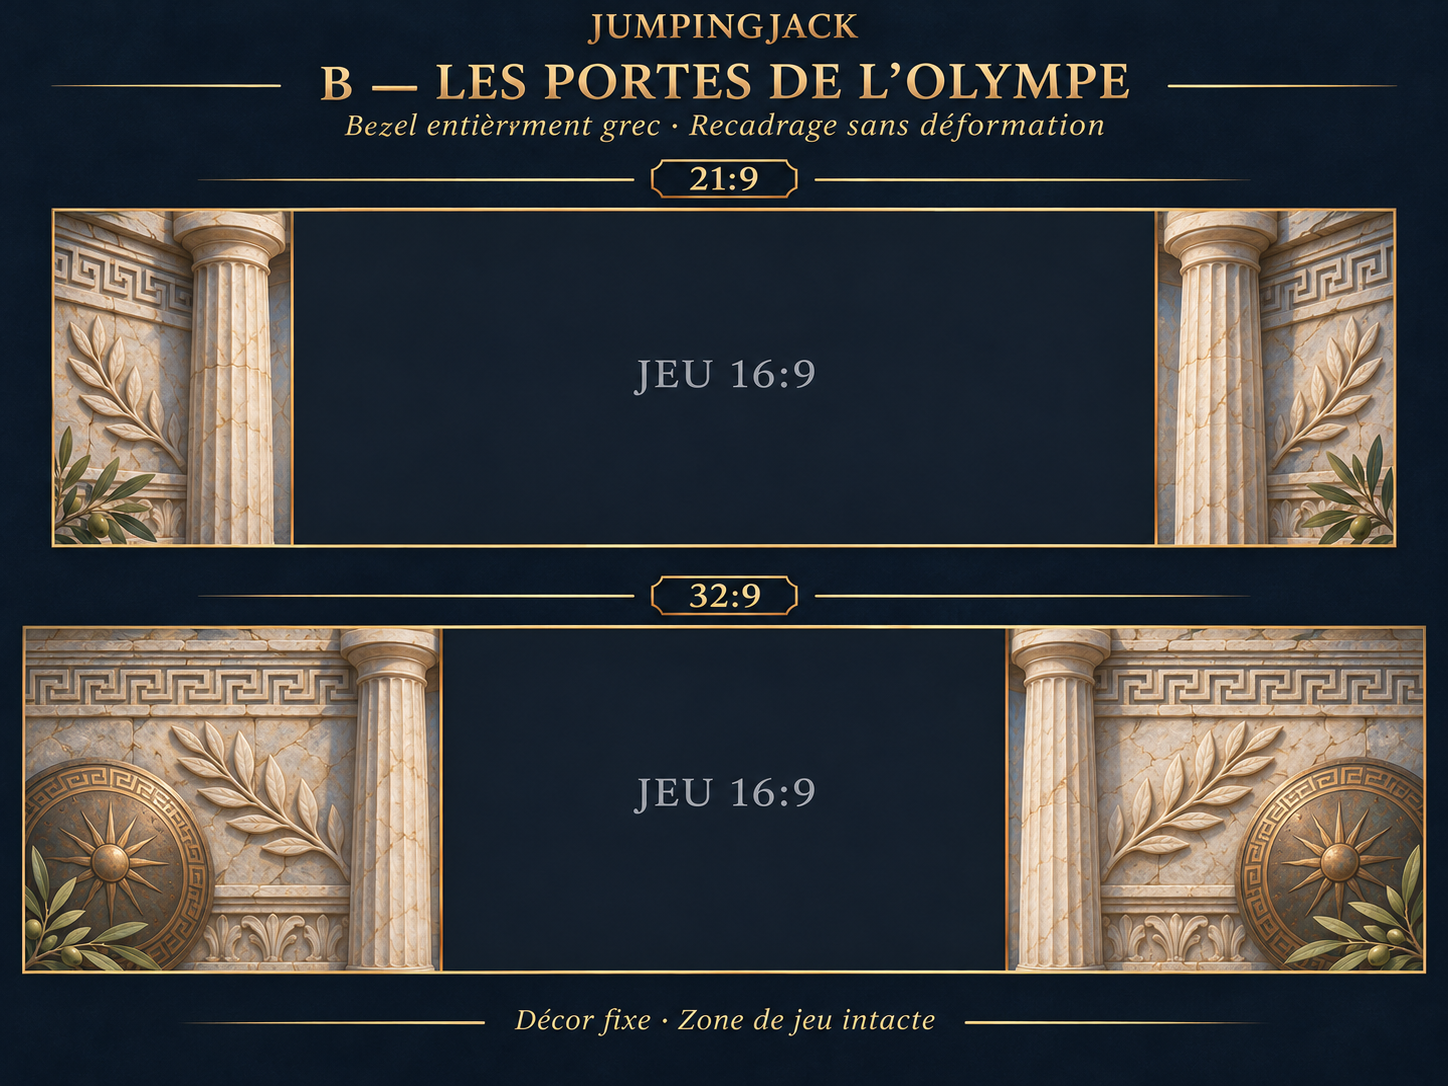 JUMPINGJACK
B — LES PORTES DE L’OLYMPE
Bezel entièrγment grec · Recadrage sans déformation
21:9
JEU 16:9
32:9
JEU 16:9
Décor fixe · Zone de jeu intacte